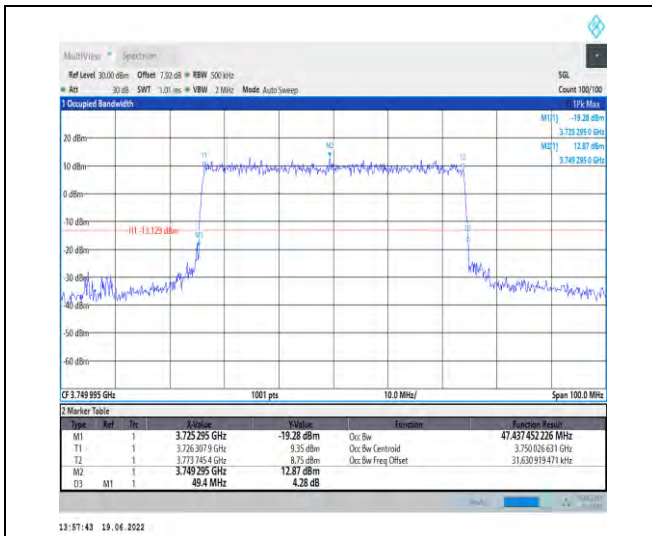 MultiView Spectrum
Ref Level 30.00 dBm Offset 7.92 dB RBW 500 kHz SGL
Att 30 dB SWT 1.01 ms VBW 2 MHz Mode Auto Sweep Count 100/100
1 Occupied Bandwidth 1Pk Max
M1[1] -19.28 dBm
3.725 295 0 GHz
20 dBm
M2[1] 12.87 dBm
3.749 295 0 GHz
M2
T1
T2
10 dBm
0 dBm
-10 dBm
H1 -13.129 dBm
M1
D3
-20 dBm
-30 dBm
-40 dBm
-50 dBm
-60 dBm
CF 3.749 995 GHz 1001 pts 10.0 MHz/ Span 100.0 MHz
2 Marker Table
Type Ref Trc X-Value Y-Value Function Function Result
M1 1 3.725 295 GHz -19.28 dBm Occ Bw 47.437 452 226 MHz
T1 1 3.726 307 9 GHz 9.35 dBm Occ Bw Centroid 3.750 026 631 GHz
T2 1 3.773 745 4 GHz 8.75 dBm Occ Bw Freq Offset 31.630 919 471 kHz
M2 1 3.749 295 GHz 12.87 dBm
D3 M1 1 49.4 MHz 4.28 dB
13:57:43 19.06.2022